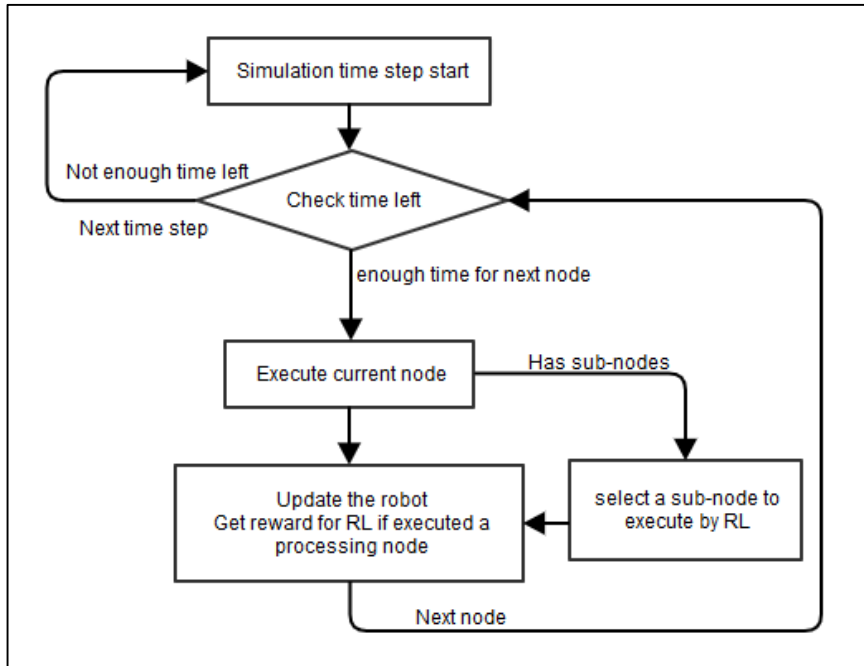 Simulation time step start
Not enough time left
Check time left
Next time step
enough time for next node
Execute current node
Has sub-nodes
Update the robot
Get reward for RL if executed a
processing node
select a sub-node to
execute by RL
Next node